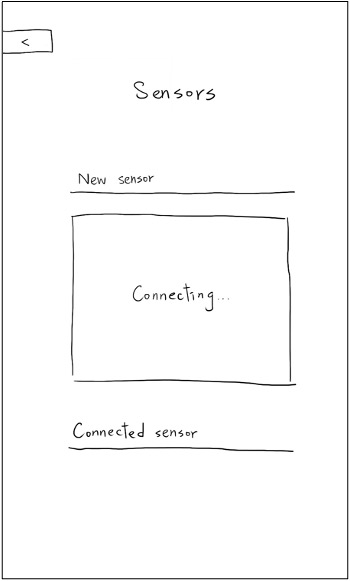 <
Sensors
New sensor
Connecting...
Connected sensor